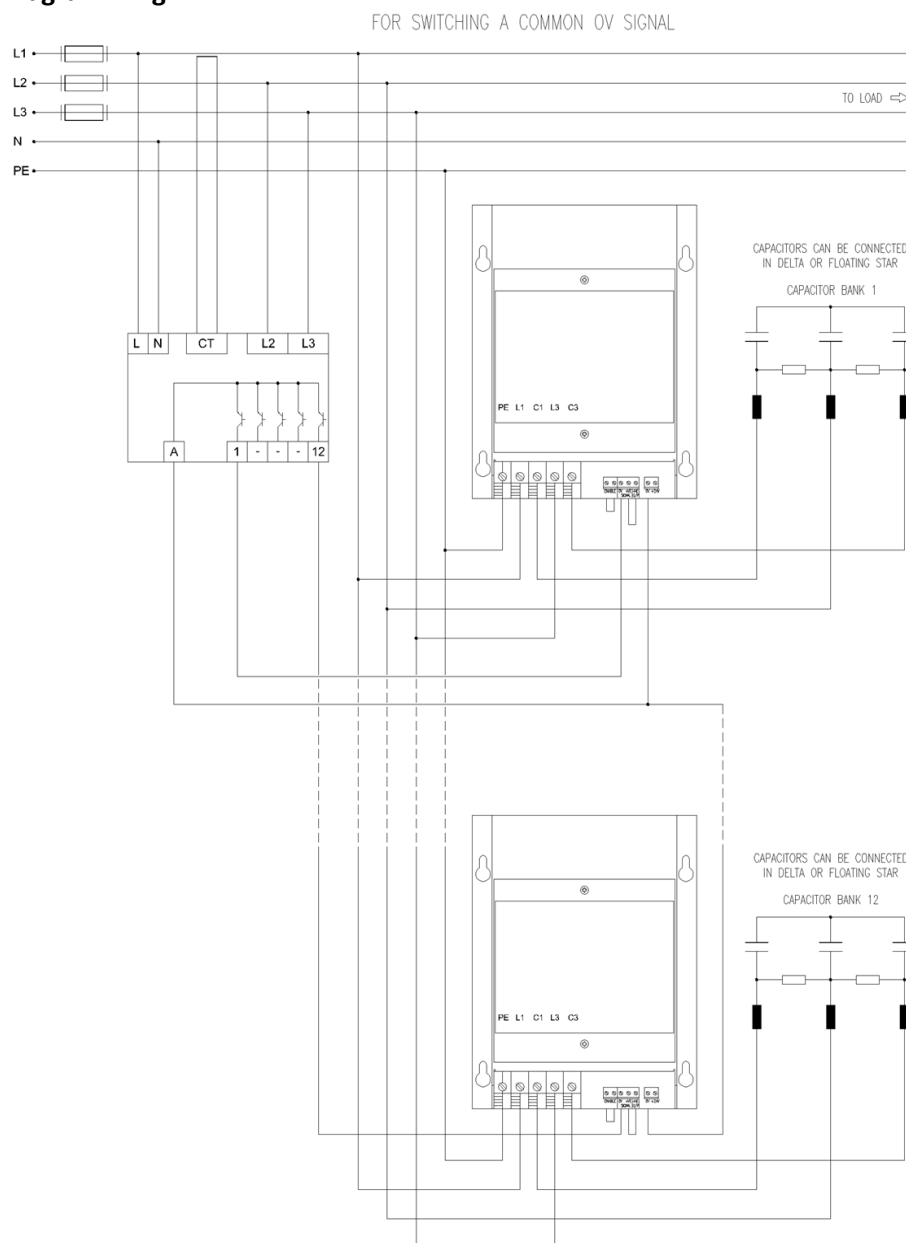 FOR SWITCHING A COMMON 0V SIGNAL
L1
L2
L3
TO LOAD
N
PE
CAPACITORS CAN BE CONNECTED
IN DELTA OR FLOATING STAR
CAPACITOR BANK 1
L N CT L2 L3
PE L1 C1 L3 C3
A 1 - - - 12
CAPACITORS CAN BE CONNECTED
IN DELTA OR FLOATING STAR
CAPACITOR BANK 12
PE L1 C1 L3 C3